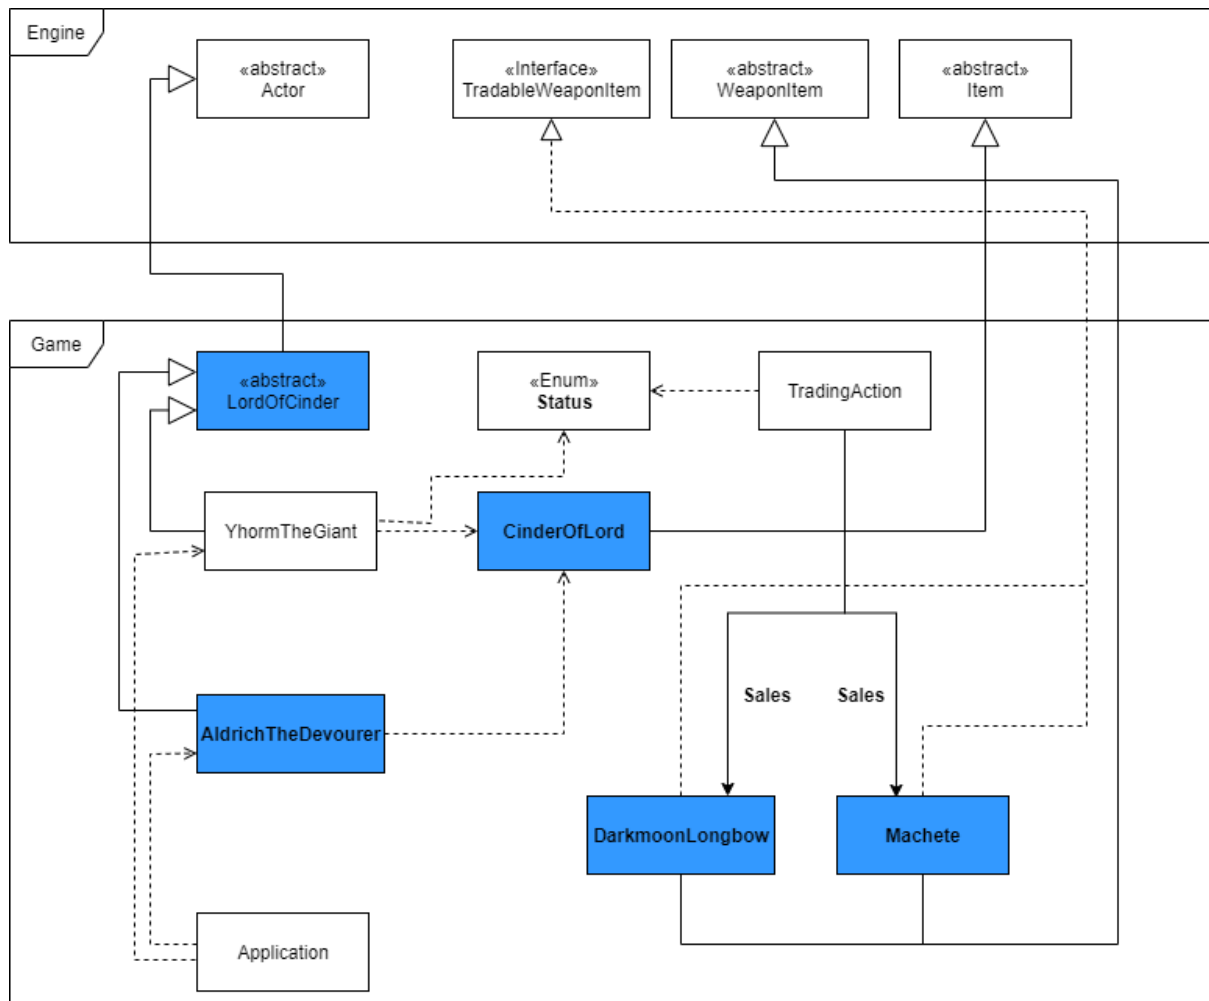 Engine
«abstract»
Actor
«Interface»
TradableWeaponItem
«abstract»
WeaponItem
«abstract»
Item
Game
«abstract»
LordOfCinder
«Enum»
Status
TradingAction
YhormTheGiant
CinderOfLord
Sales
Sales
AldrichTheDevourer
DarkmoonLongbow
Machete
Application